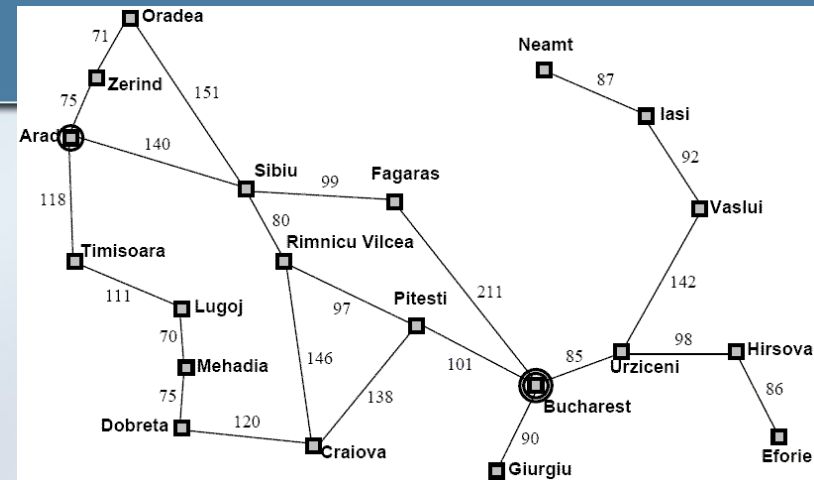 Oradea
71
Neamt
87
Zerind
151
75
Iasi
Arad
140
92
Sibiu
Fagaras
99
118
80
Vaslui
Timisoara
Rimnicu Vilcea
111
Lugoj
97
Pitesti
211
142
70
146
101
85
98
Hirsova
Mehadia
Urziceni
75
138
86
Bucharest
Dobreta
120
90
Craiova
Eforie
Giurgiu